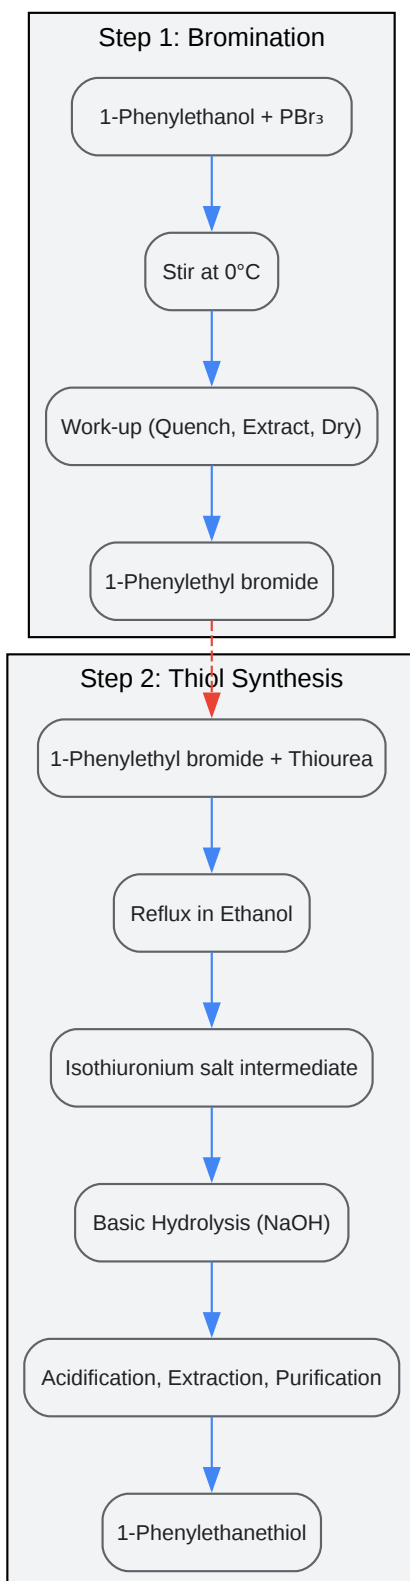 Step 1: Bromination
1-Phenylethanol + PBr₃
Stir at 0°C
Work-up (Quench, Extract, Dry)
1-Phenylethyl bromide
Step 2: Thiol Synthesis
1-Phenylethyl bromide + Thiourea
Reflux in Ethanol
Isothiuronium salt intermediate
Basic Hydrolysis (NaOH)
Acidification, Extraction, Purification
1-Phenylethanethiol